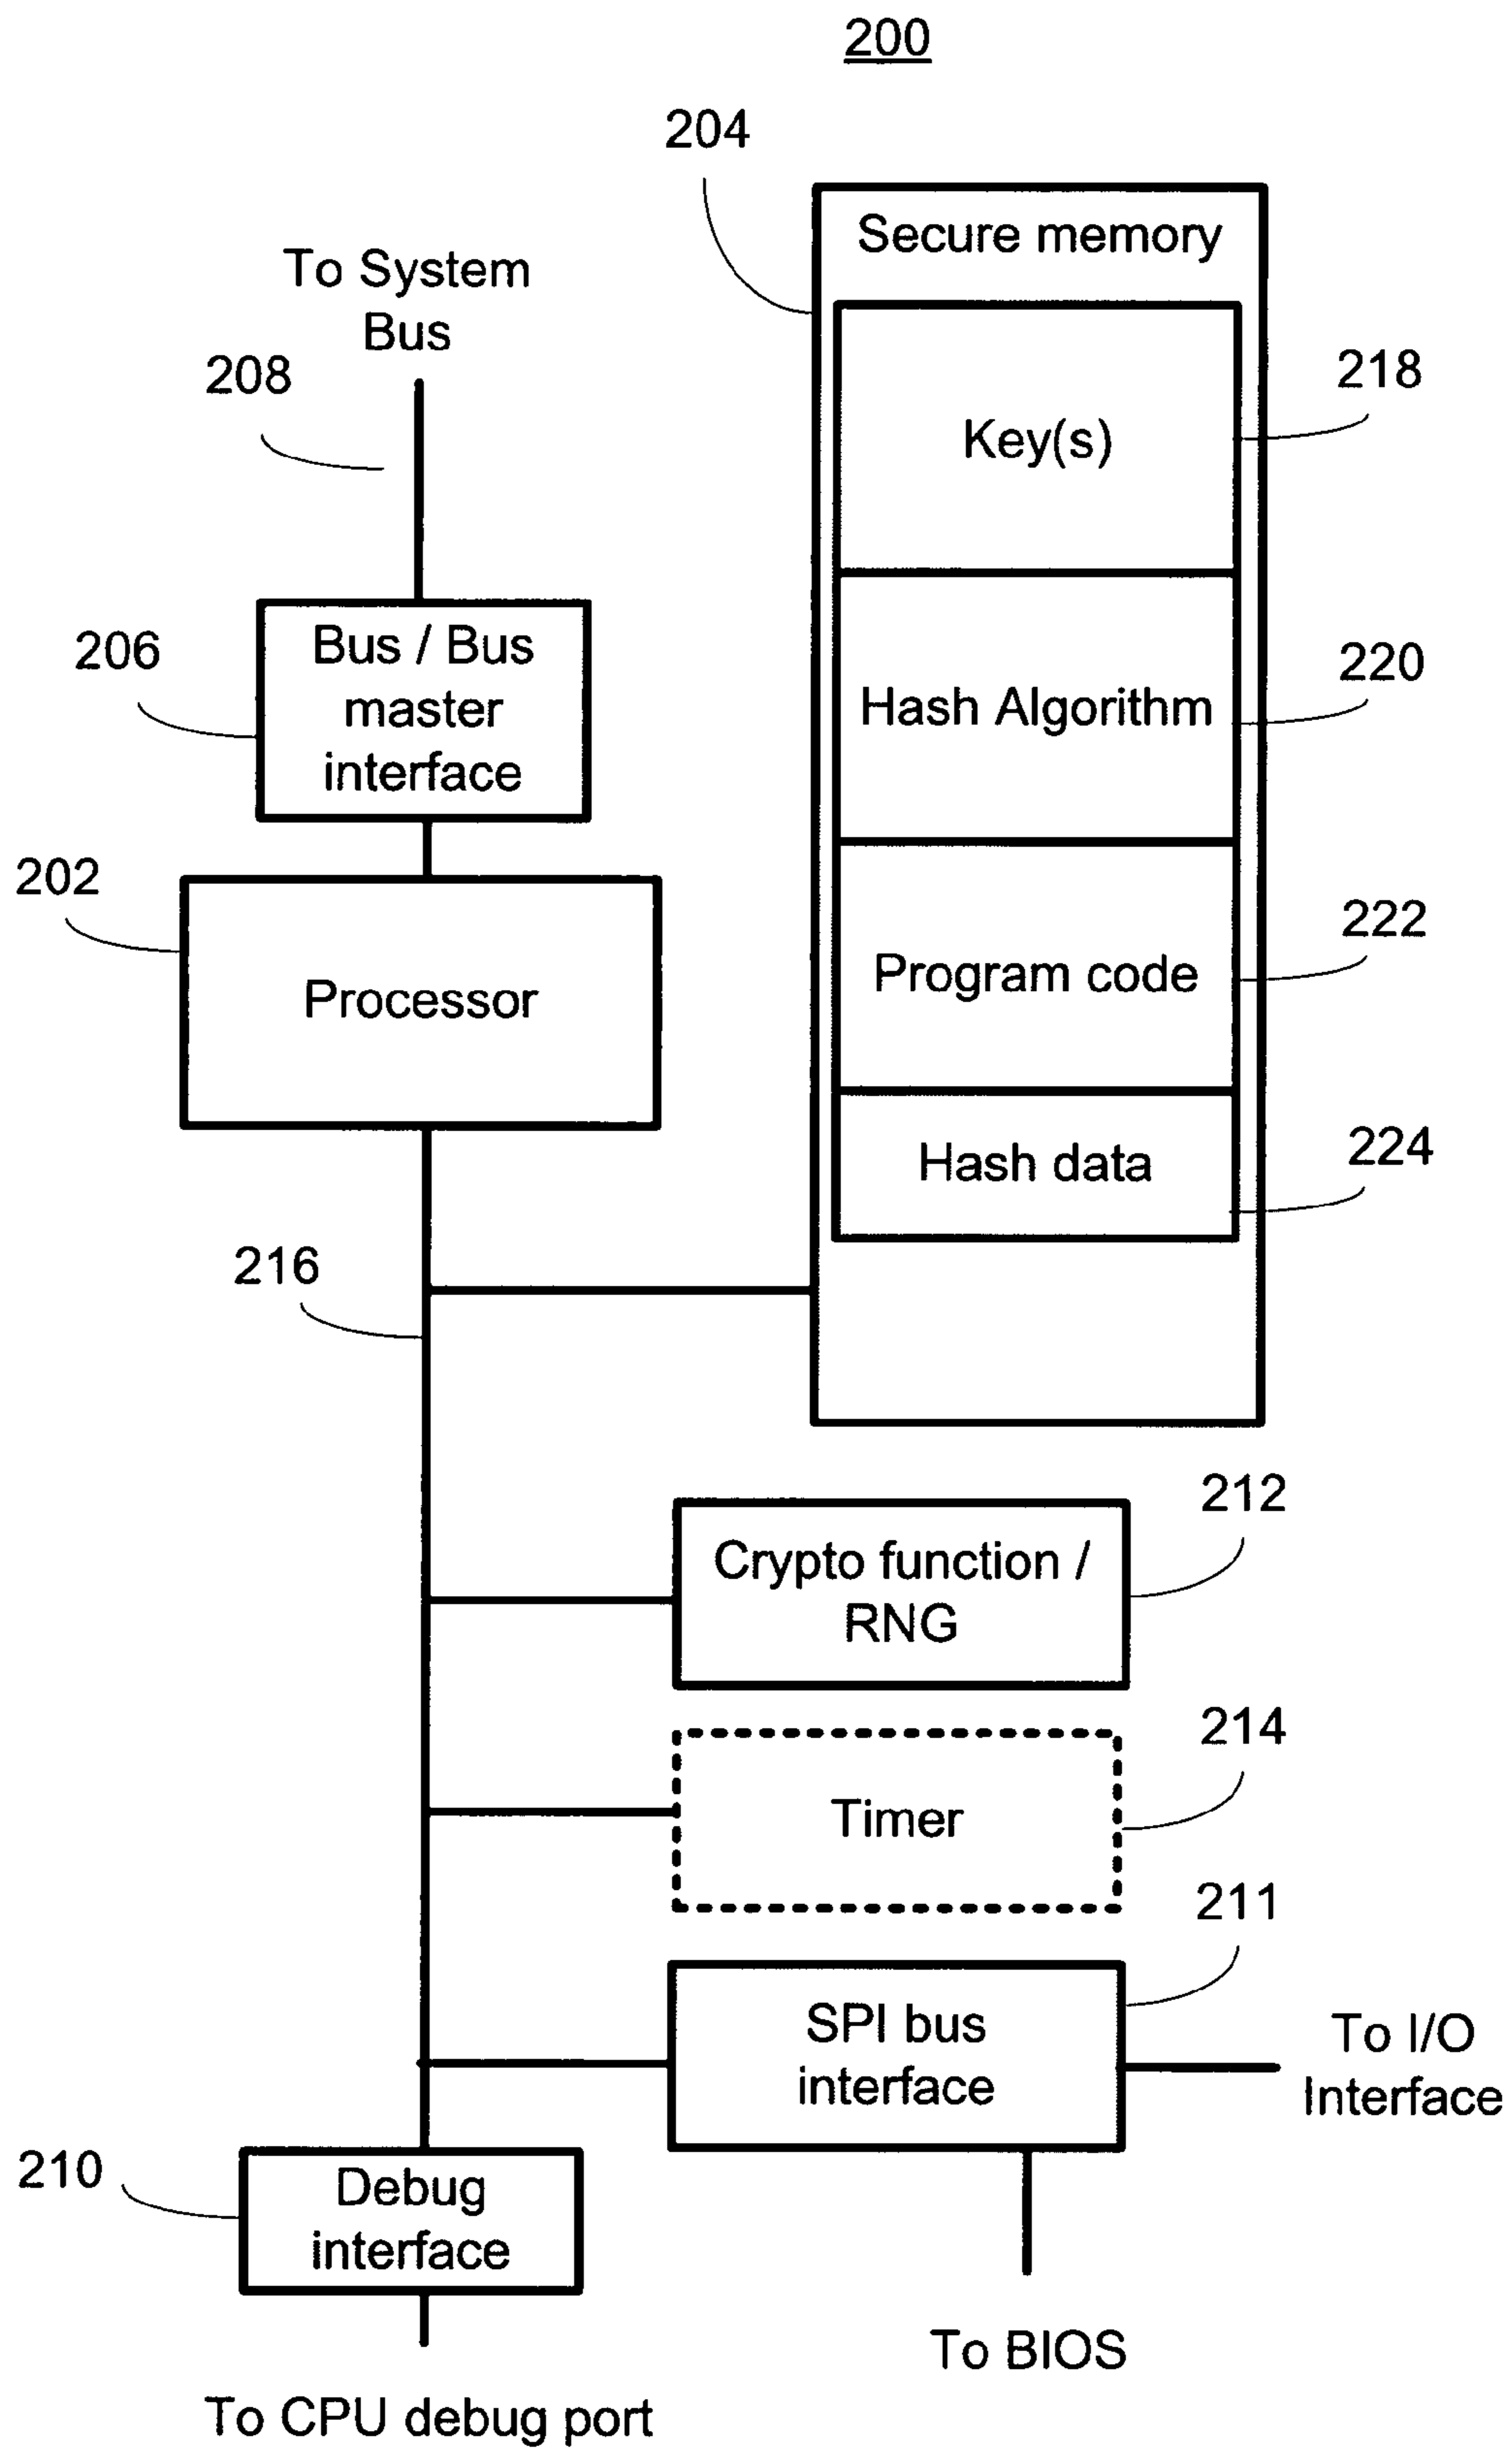 200
204
Secure memory
To System
Bus
208
Key(s)
218
206
Bus / Bus
master
interface
Hash Algorithm
220
202
Processor
Program code
222
Hash data
224
216
212
Crypto function /
RNG
214
Timer
211
SPI bus
interface
To I/O
Interface
210
Debug
interface
To BIOS
To CPU debug port